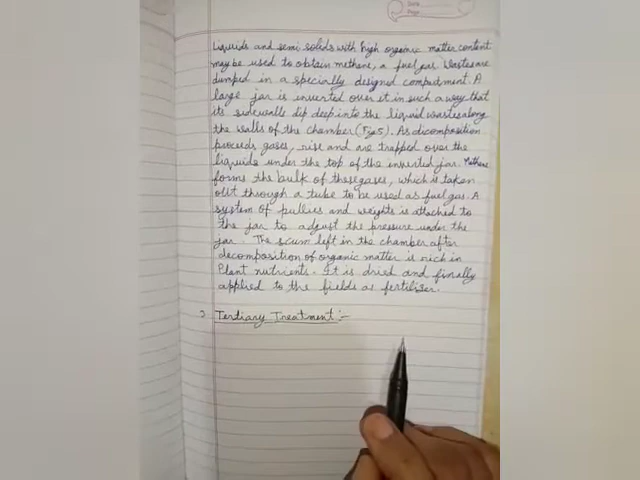 Date
Page
Liquids and semi solids with high organic matter content
may be used to obtain methane, a fuel gas. Wastes are
dumped in a specially designed compartment. A
large jar is inverted over it in such a way that
its sidewalls dip deep into the liquid wastes along
the walls of the chamber (Fig 5). As dicomposition
proceeds gases, rise and are trapped over the
liquids under the top of the inverted jar. Methane
forms the bulk of these gases, which is taken
out through a tube to be used as fuel gas. A
system of pullies and weights is attached to
the jar to adjust the pressure under the
jar. The scum left in the chamber after
decomposition of organic matter is rich in
Plant nutrients. It is dried and finally
applied to the fields as fertilizer.
Tertiary Treatment :-